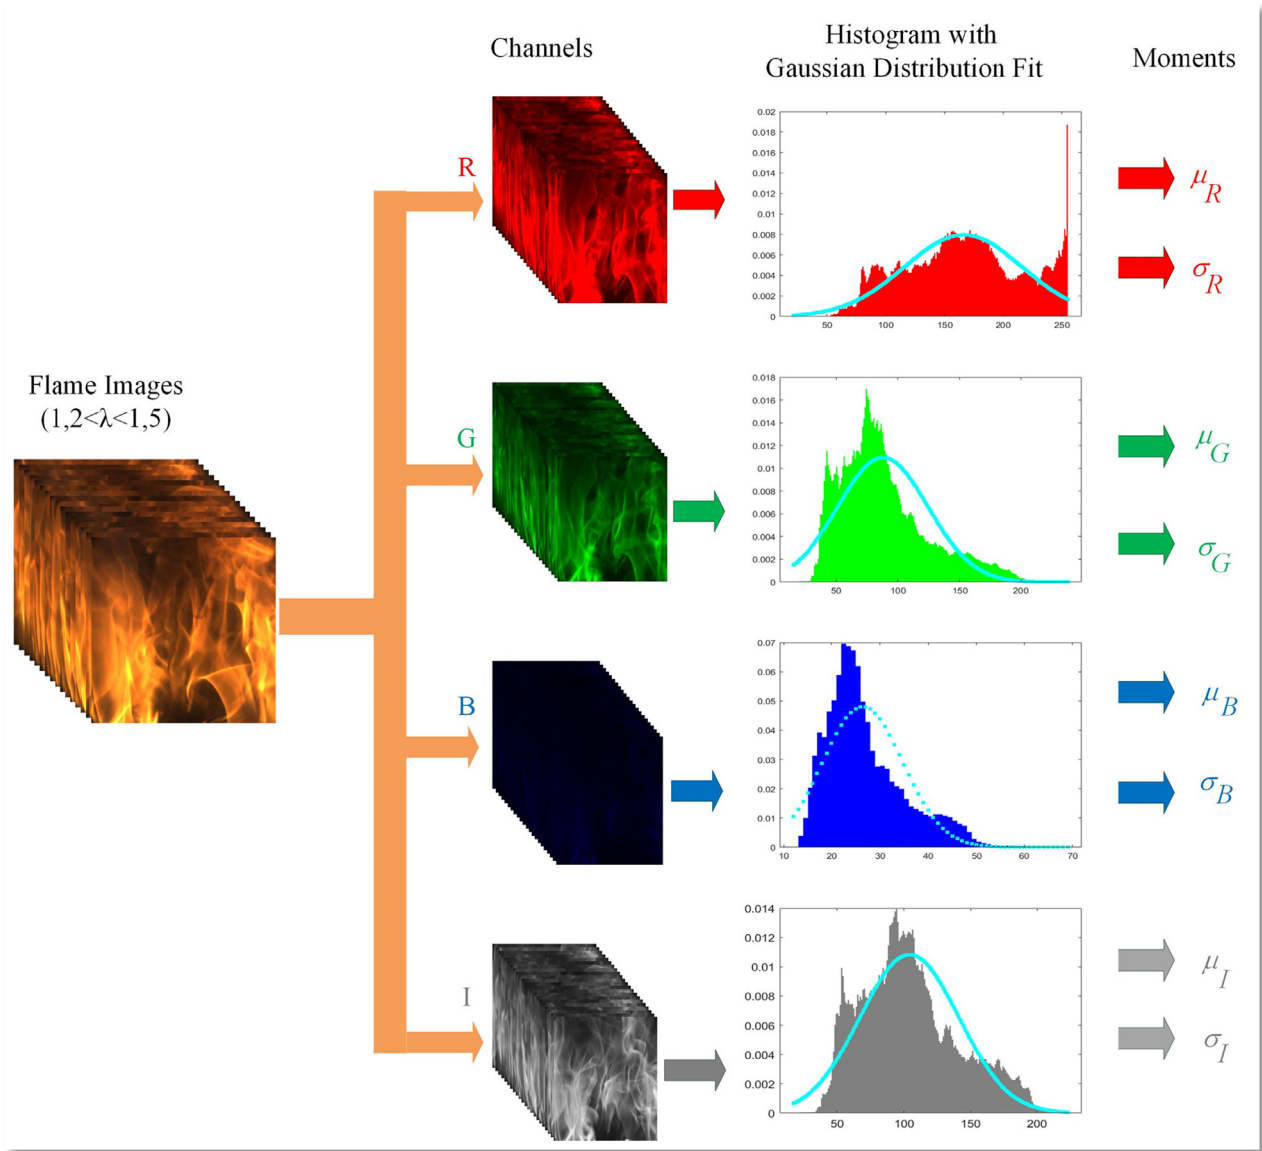 Channels
Histogram with
Gaussian Distribution Fit
Moments
Flame Images
(1,2<λ<1,5)
R
0.02
0.018
0.016
0.014
0.012
0.01
0.008
0.006
0.004
0.002
0
50 100 150 200 250
μR
σR
G
0.018
0.016
0.014
0.012
0.01
0.008
0.006
0.004
0.002
0
50 100 150 200
μG
σG
B
0.07
0.06
0.05
0.04
0.03
0.02
0.01
0
10 20 30 40 50 60 70
μB
σB
I
0.014
0.012
0.01
0.008
0.006
0.004
0.002
0
50 100 150 200
μI
σI